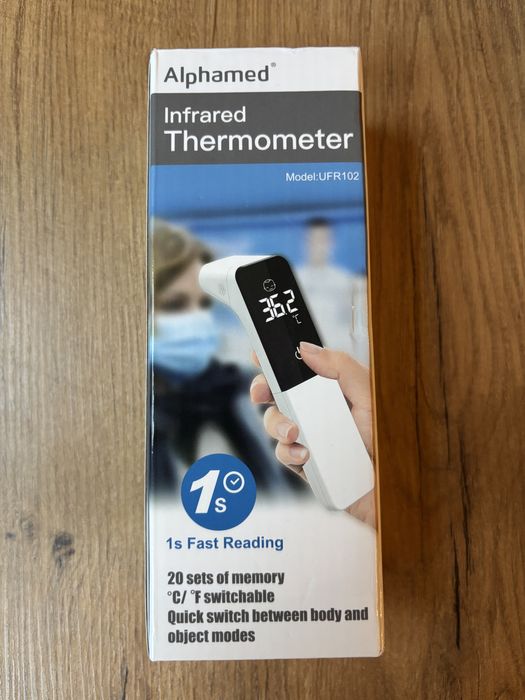 Alphamed®
Infrared
Thermometer
Model:UFR102
36.2
°C
1s
1s Fast Reading
20 sets of memory
°C/ °F switchable
Quick switch between body and
object modes